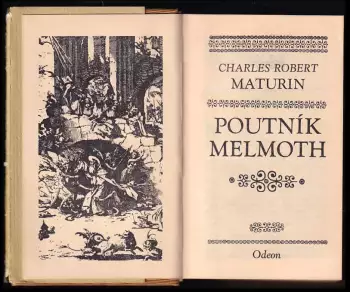 CHARLES ROBERT
MATURIN
POUTNÍK
MELMOTH
Odeon